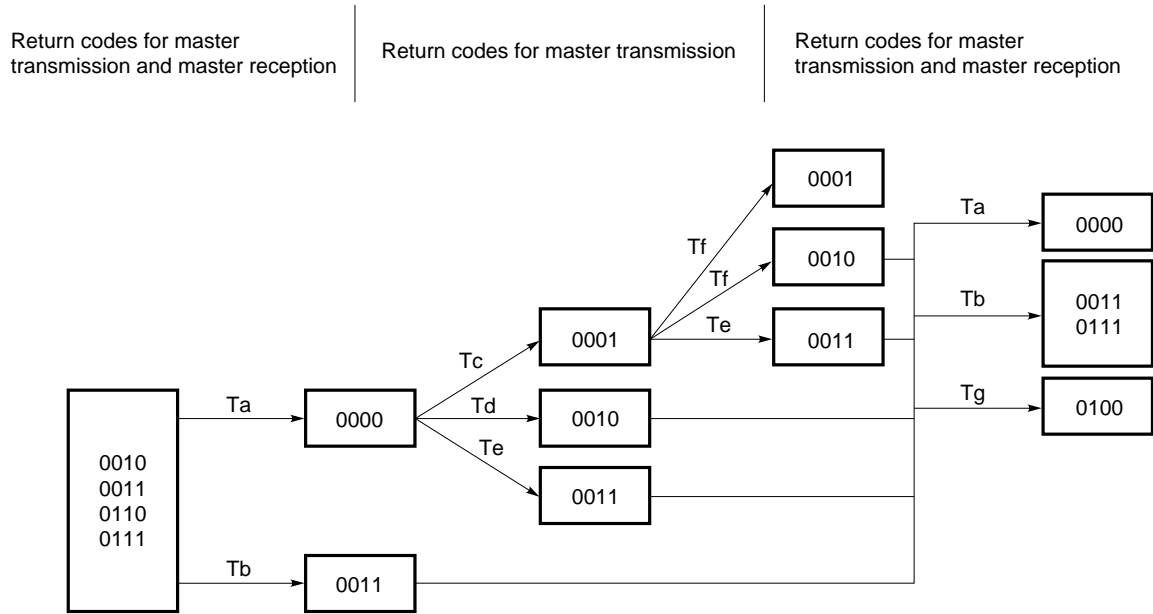 Return codes for master
transmission and master reception
Return codes for master transmission
Return codes for master
transmission and master reception
0001
Ta
0000
Tf
0010
Tf
Tb
0011
0111
0001
Te
0011
Tc
Tg
0100
Ta
0000
Td
0010
0010
0011
0110
0111
Te
0011
Tb
0011